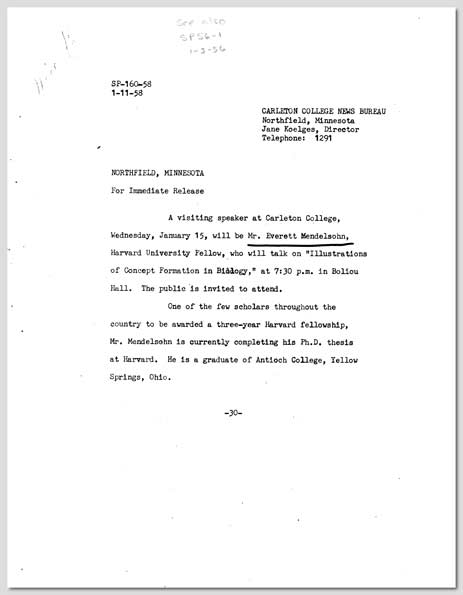 See also
SP56-1
1-3-56
SP-160-58
1-11-58
CARLETON COLLEGE NEWS BUREAU
Northfield, Minnesota
Jane Koelges, Director
Telephone: 1291
NORTHFIELD, MINNESOTA
For Immediate Release
A visiting speaker at Carleton College,
Wednesday, January 15, will be Mr. Everett Mendelsohn,
Harvard University Fellow, who will talk on "Illustrations
of Concept Formation in Biology," at 7:30 p.m. in Boliou
Hall. The public is invited to attend.
One of the few scholars throughout the
country to be awarded a three-year Harvard fellowship,
Mr. Mendelsohn is currently completing his Ph.D. thesis
at Harvard. He is a graduate of Antioch College, Yellow
Springs, Ohio.
-30-